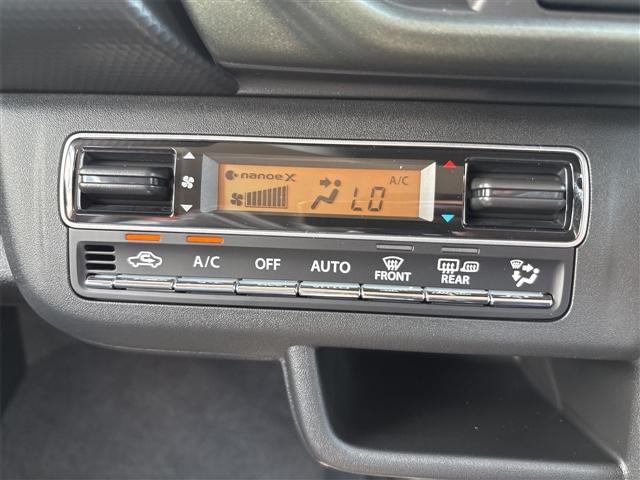 nanoeX
A/C
LO
A/C
OFF
AUTO
FRONT
REAR